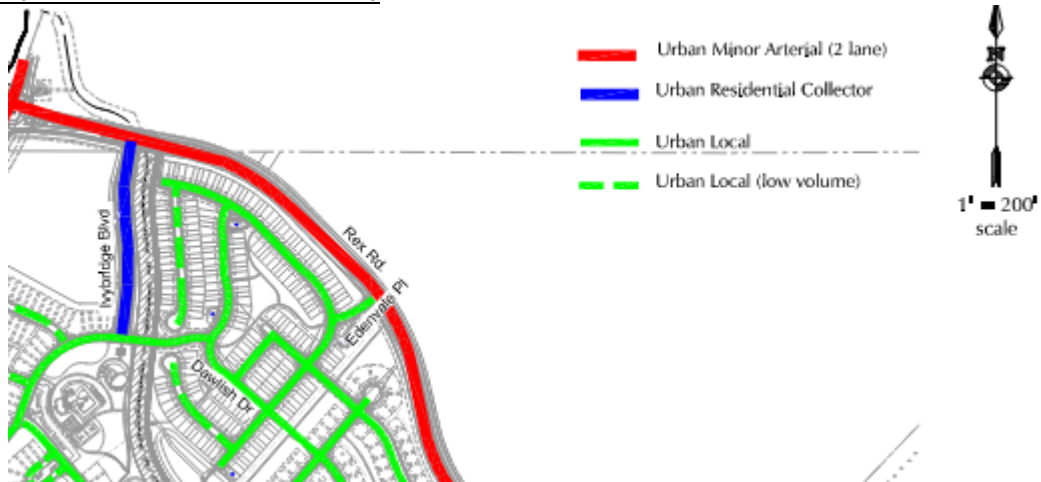 Urban Minor Arterial (2 lane)
Urban Residential Collector
Urban Local
Urban Local (low volume)
N
1" = 200'
scale
Ivybridge Blvd
Rex Rd.
Edenvale Pl
Dawlish Dr